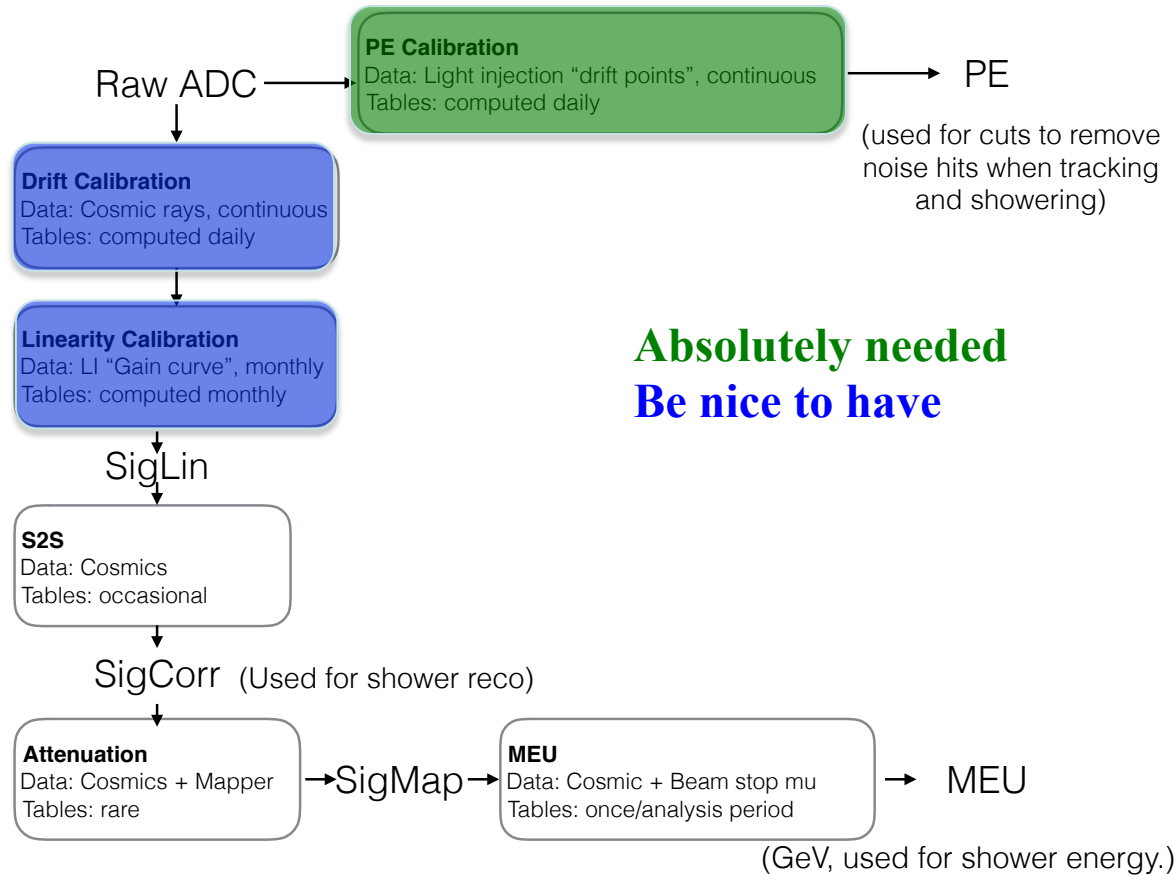 Raw ADC
PE Calibration
Data: Light injection “drift points”, continuous
Tables: computed daily
PE
(used for cuts to remove
noise hits when tracking
and showering)
Drift Calibration
Data: Cosmic rays, continuous
Tables: computed daily
Linearity Calibration
Data: LI “Gain curve”, monthly
Tables: computed monthly
Absolutely needed
Be nice to have
SigLin
S2S
Data: Cosmics
Tables: occasional
SigCorr (Used for shower reco)
Attenuation
Data: Cosmics + Mapper
Tables: rare
SigMap
MEU
Data: Cosmic + Beam stop mu
Tables: once/analysis period
MEU
(GeV, used for shower energy.)